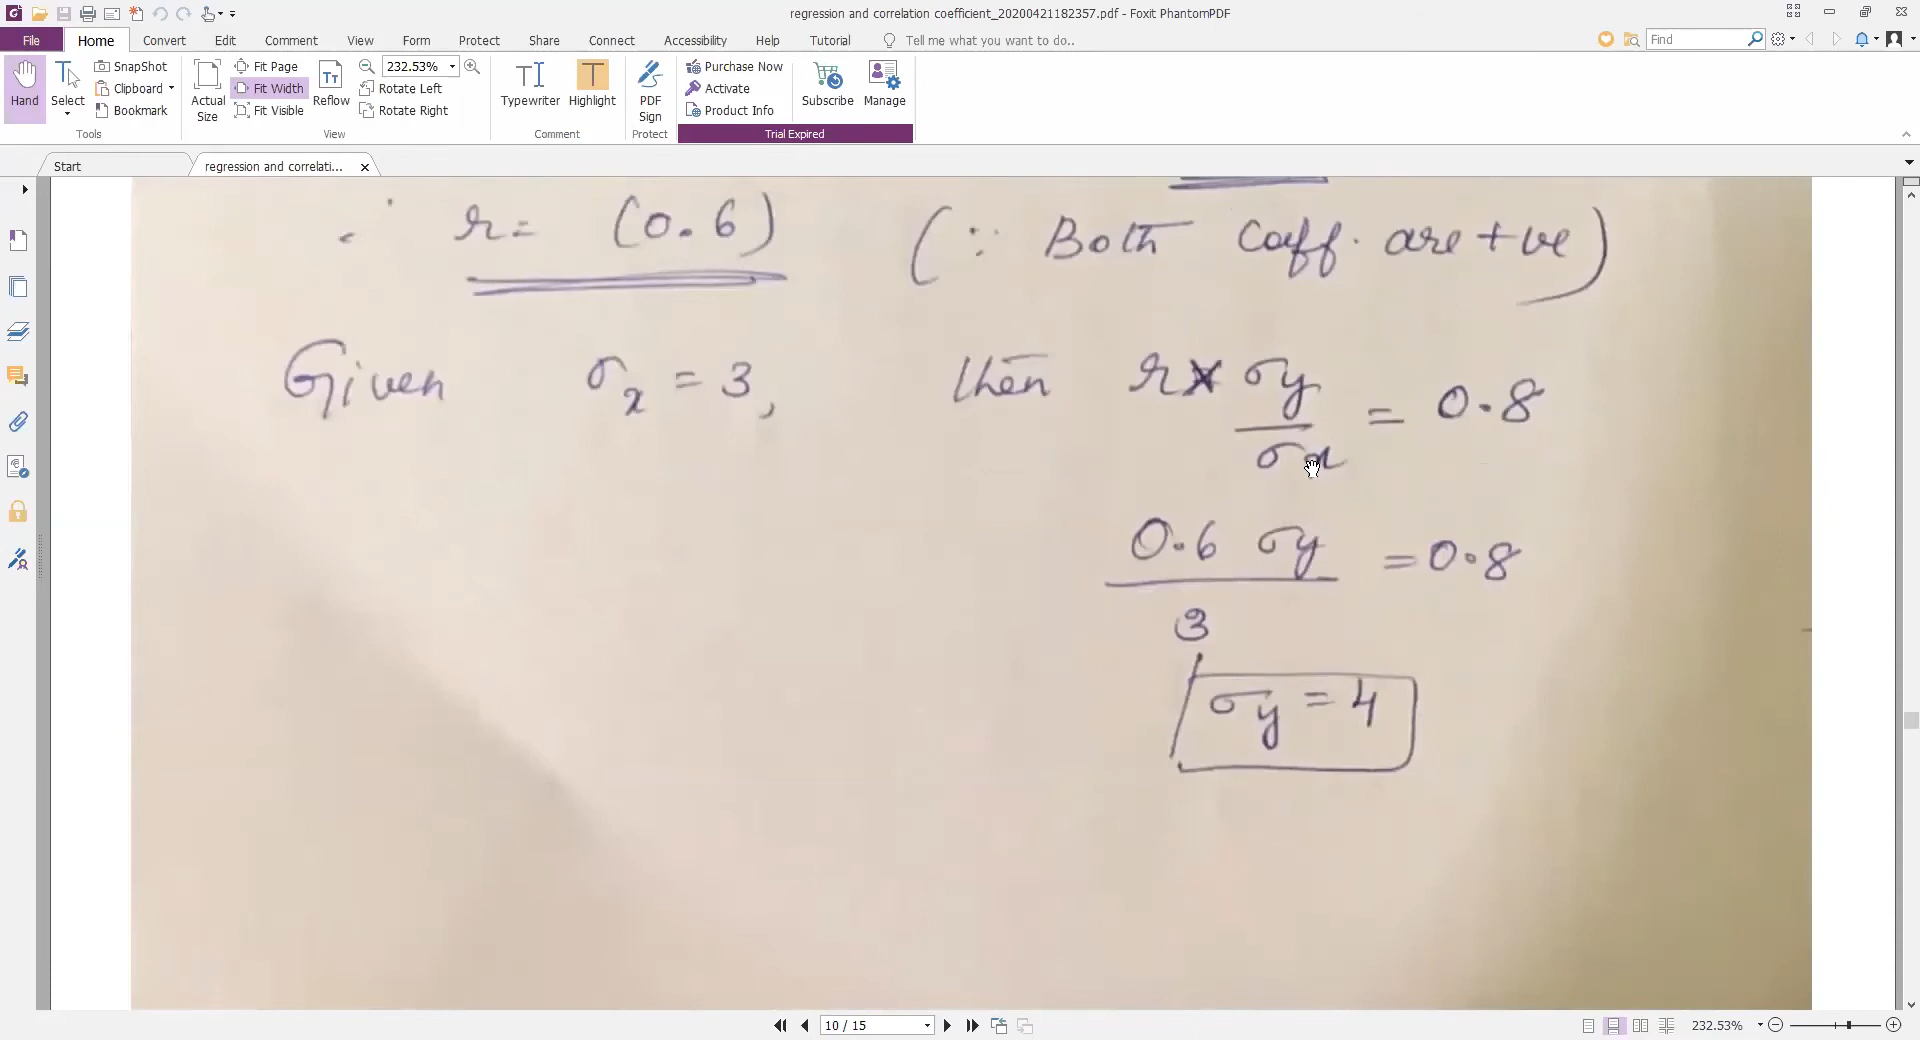 regression and correlation coefficient_20200421182357.pdf - Foxit PhantomPDF
File Home Convert Edit Comment View Form Protect Share Connect Accessibility Help Tutorial Tell me what you want to do.. Find
Hand
Select
SnapShot
Clipboard
Bookmark
Tools
Actual Size
Fit Page
Fit Width
Fit Visible
Reflow
232.53%
Rotate Left
Rotate Right
View
Typewriter
Highlight
Comment
PDF Sign
Protect
Purchase Now
Activate
Product Info
Subscribe
Manage
Trial Expired
Start
regression and correlati...
∴ r = (0.6) (∵ Both Coeff. are +ve)
Given σx = 3, then r × σy/σx = 0.8
0.6 σy / 3 = 0.8
σy = 4
10 / 15
232.53%